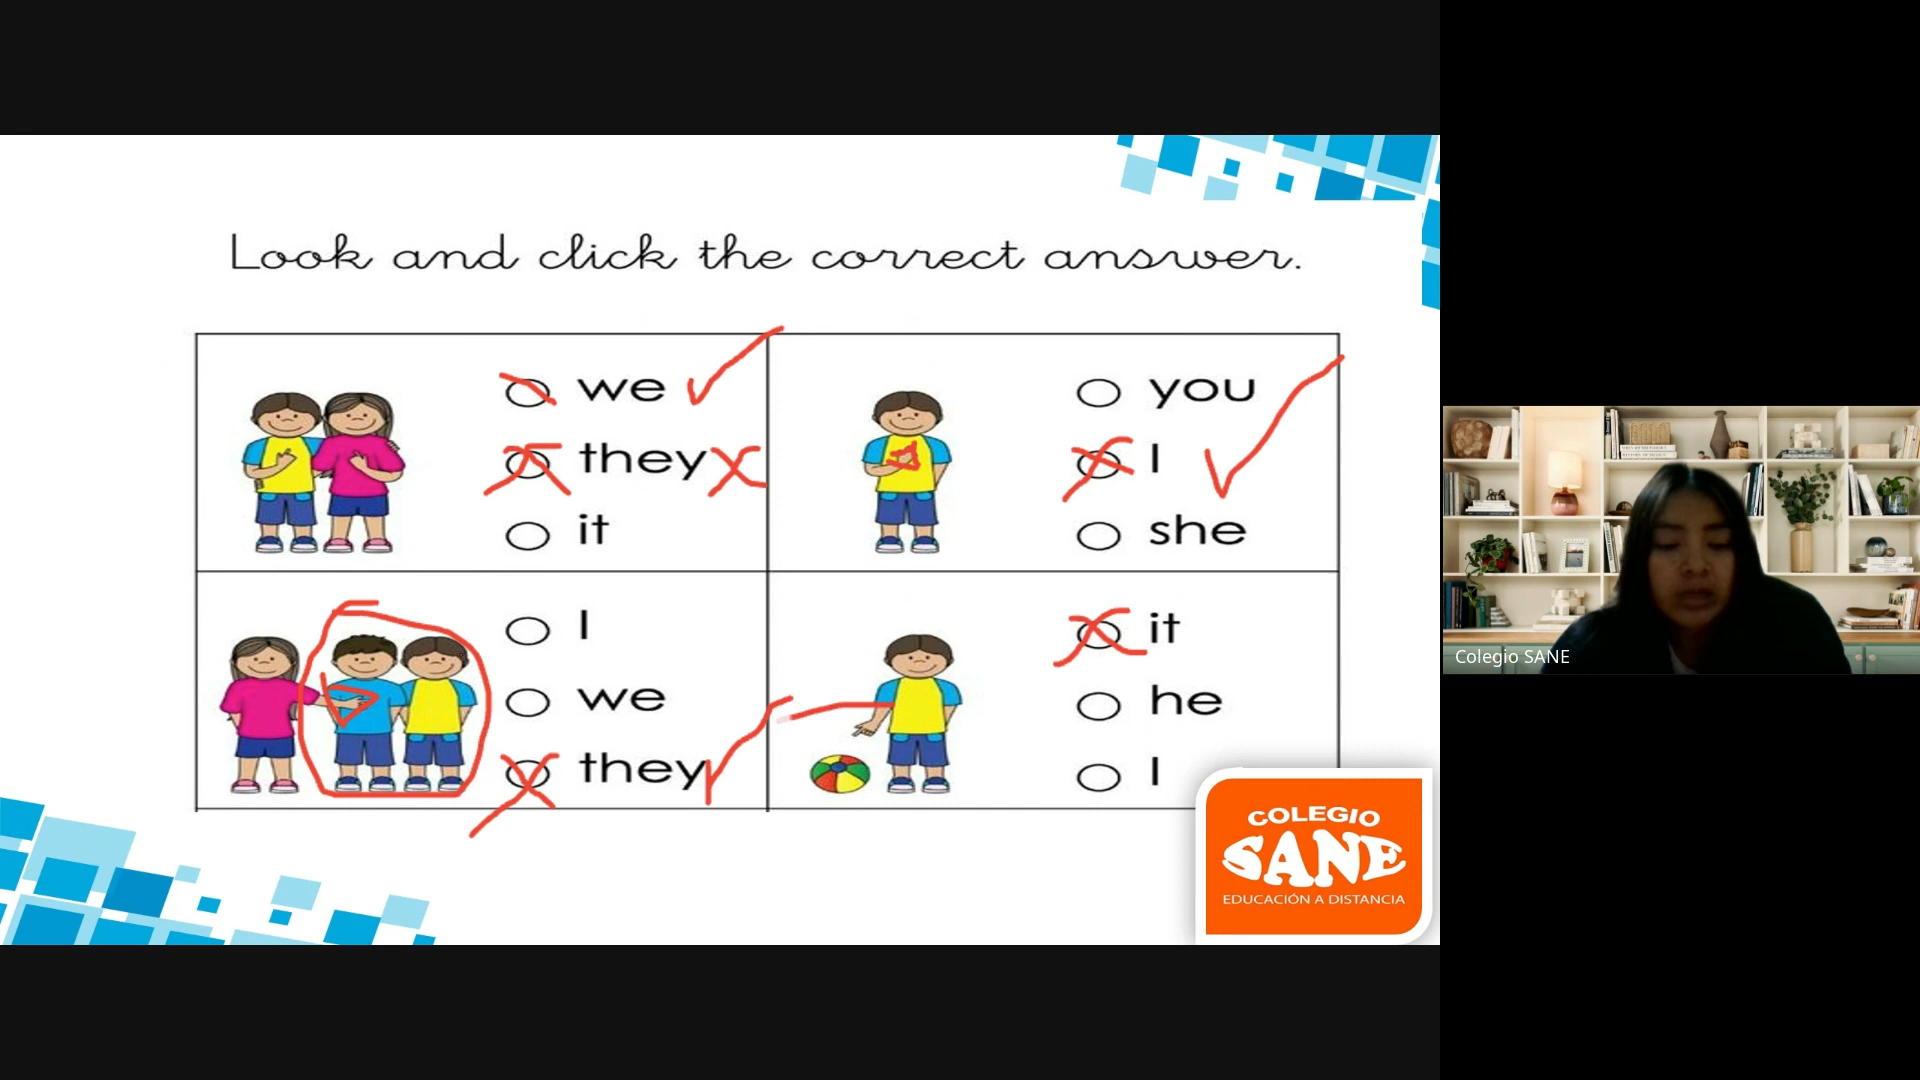 Look and click the correct answer.
we
they
it
you
I
she
I
we
they
it
he
I
COLEGIO
SANE
EDUCACIÓN A DISTANCIA
Colegio SANE